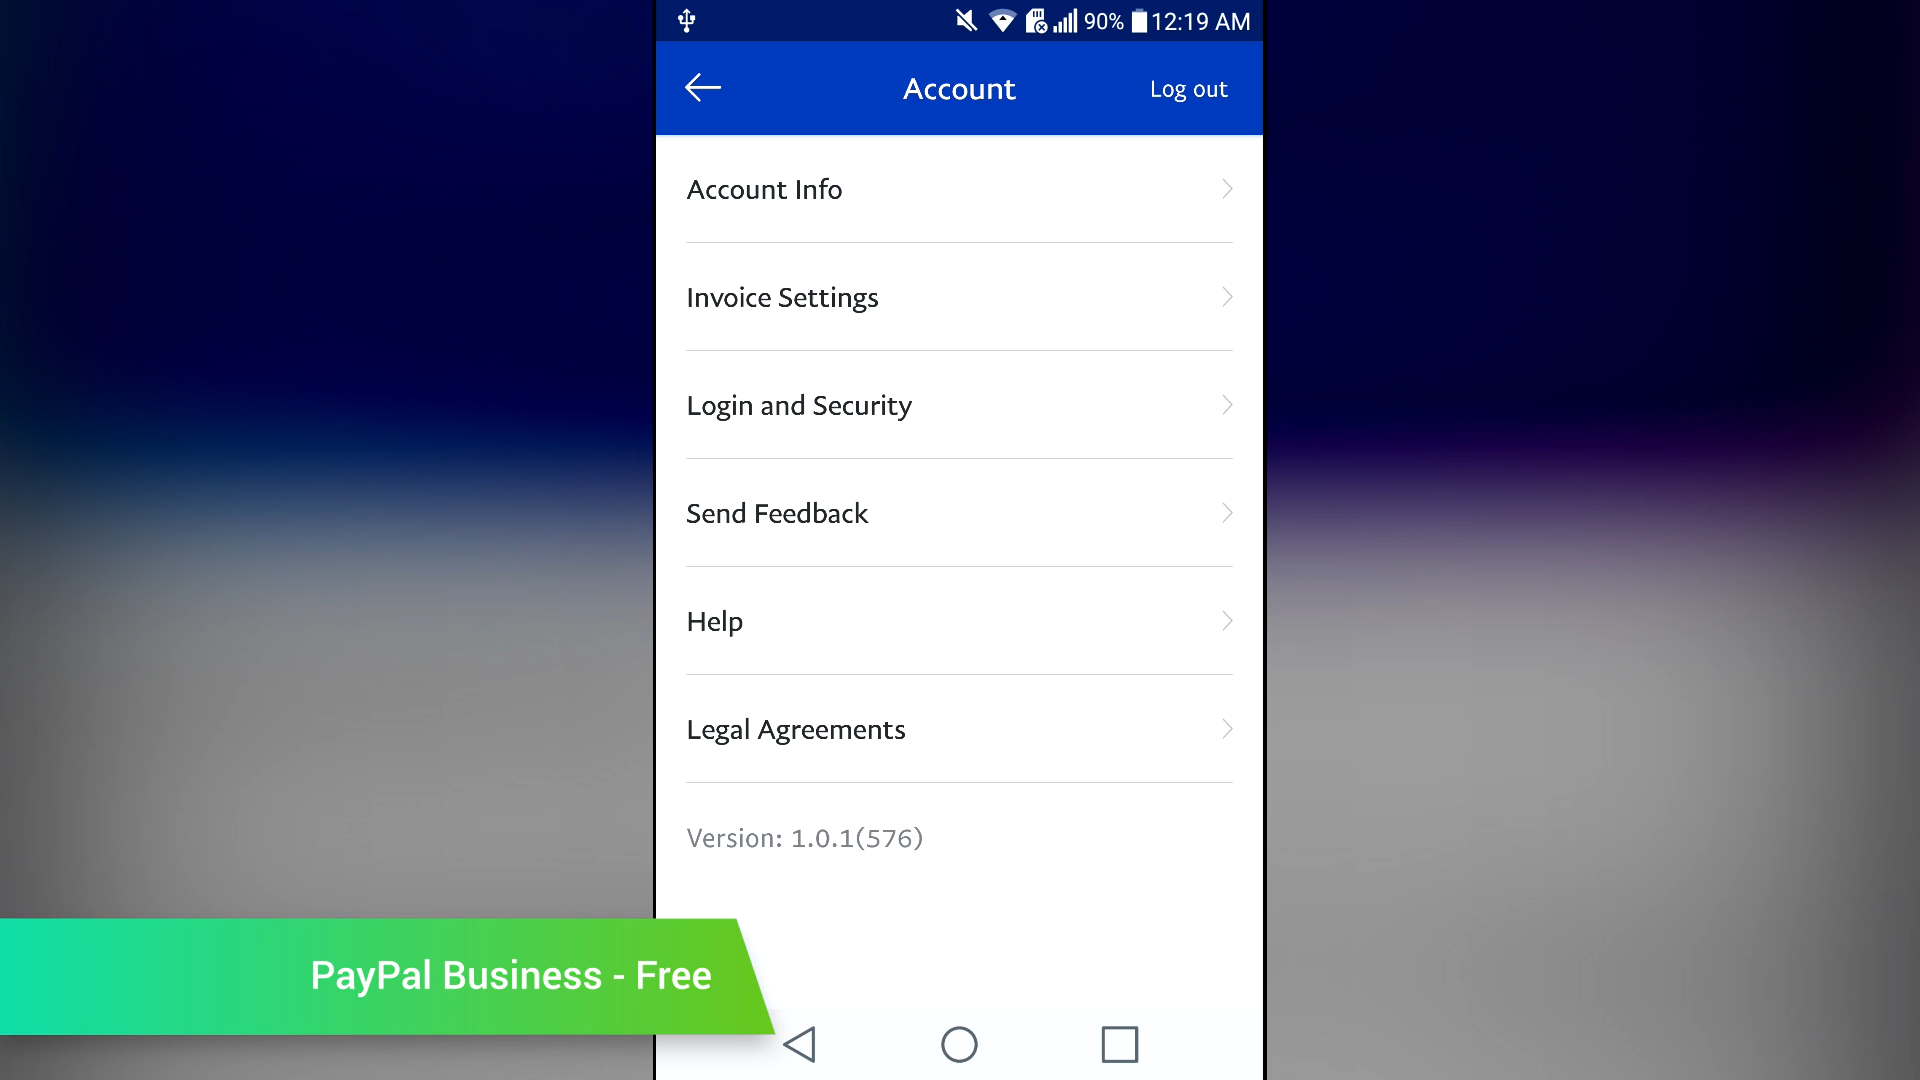 90% 12:19 AM
Account
Log out
Account Info
Invoice Settings
Login and Security
Send Feedback
Help
Legal Agreements
Version: 1.0.1(576)
PayPal Business - Free